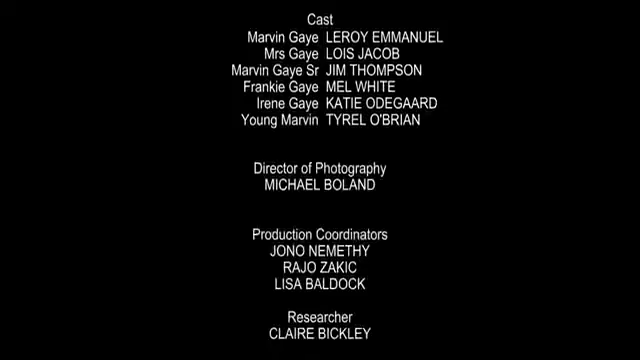 Cast
Marvin Gaye LEROY EMMANUEL
Mrs Gaye LOIS JACOB
Marvin Gaye Sr JIM THOMPSON
Frankie Gaye MEL WHITE
Irene Gaye KATIE ODEGAARD
Young Marvin TYREL O'BRIAN
Director of Photography
MICHAEL BOLAND
Production Coordinators
JONO NEMETHY
RAJO ZAKIC
LISA BALDOCK
Researcher
CLAIRE BICKLEY